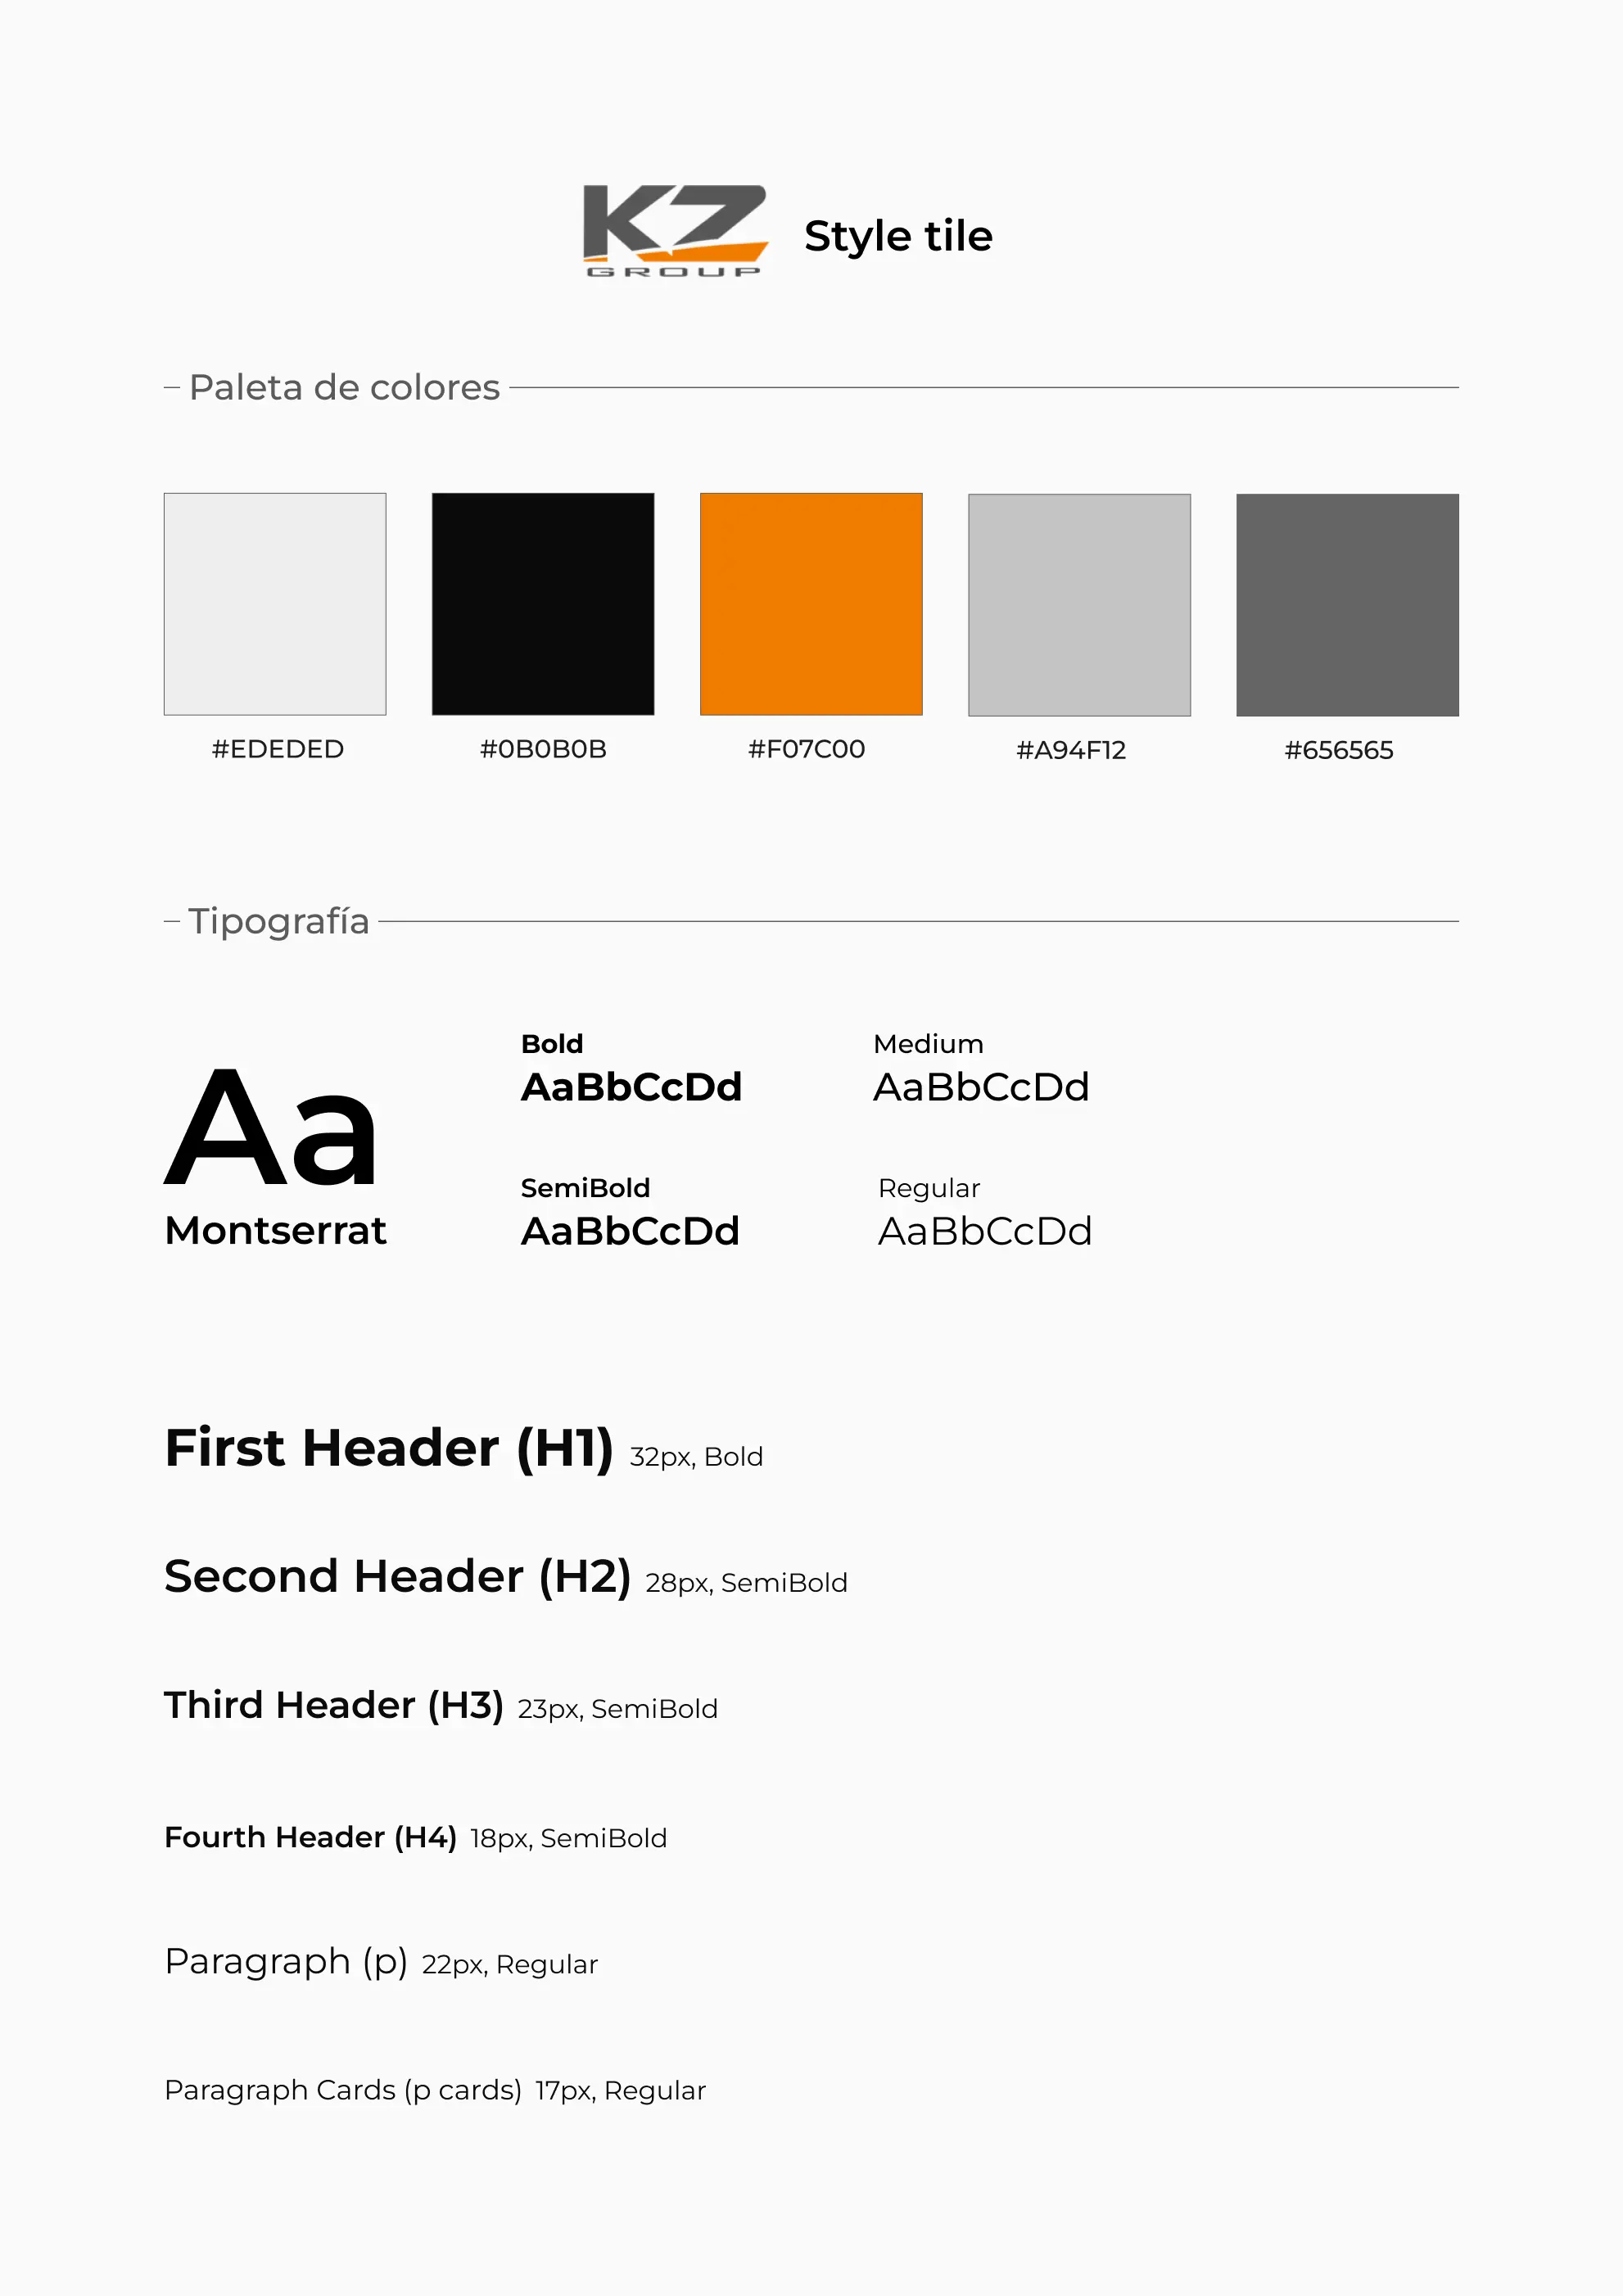 KZ
GROUP
Style tile
Paleta de colores
#EDEDED
#0B0B0B
#F07C00
#A94F12
#656565
Tipografía
Aa
Montserrat
Bold
AaBbCcDd
Medium
AaBbCcDd
SemiBold
AaBbCcDd
Regular
AaBbCcDd
First Header (H1) 32px, Bold
Second Header (H2) 28px, SemiBold
Third Header (H3) 23px, SemiBold
Fourth Header (H4) 18px, SemiBold
Paragraph (p) 22px, Regular
Paragraph Cards (p cards) 17px, Regular